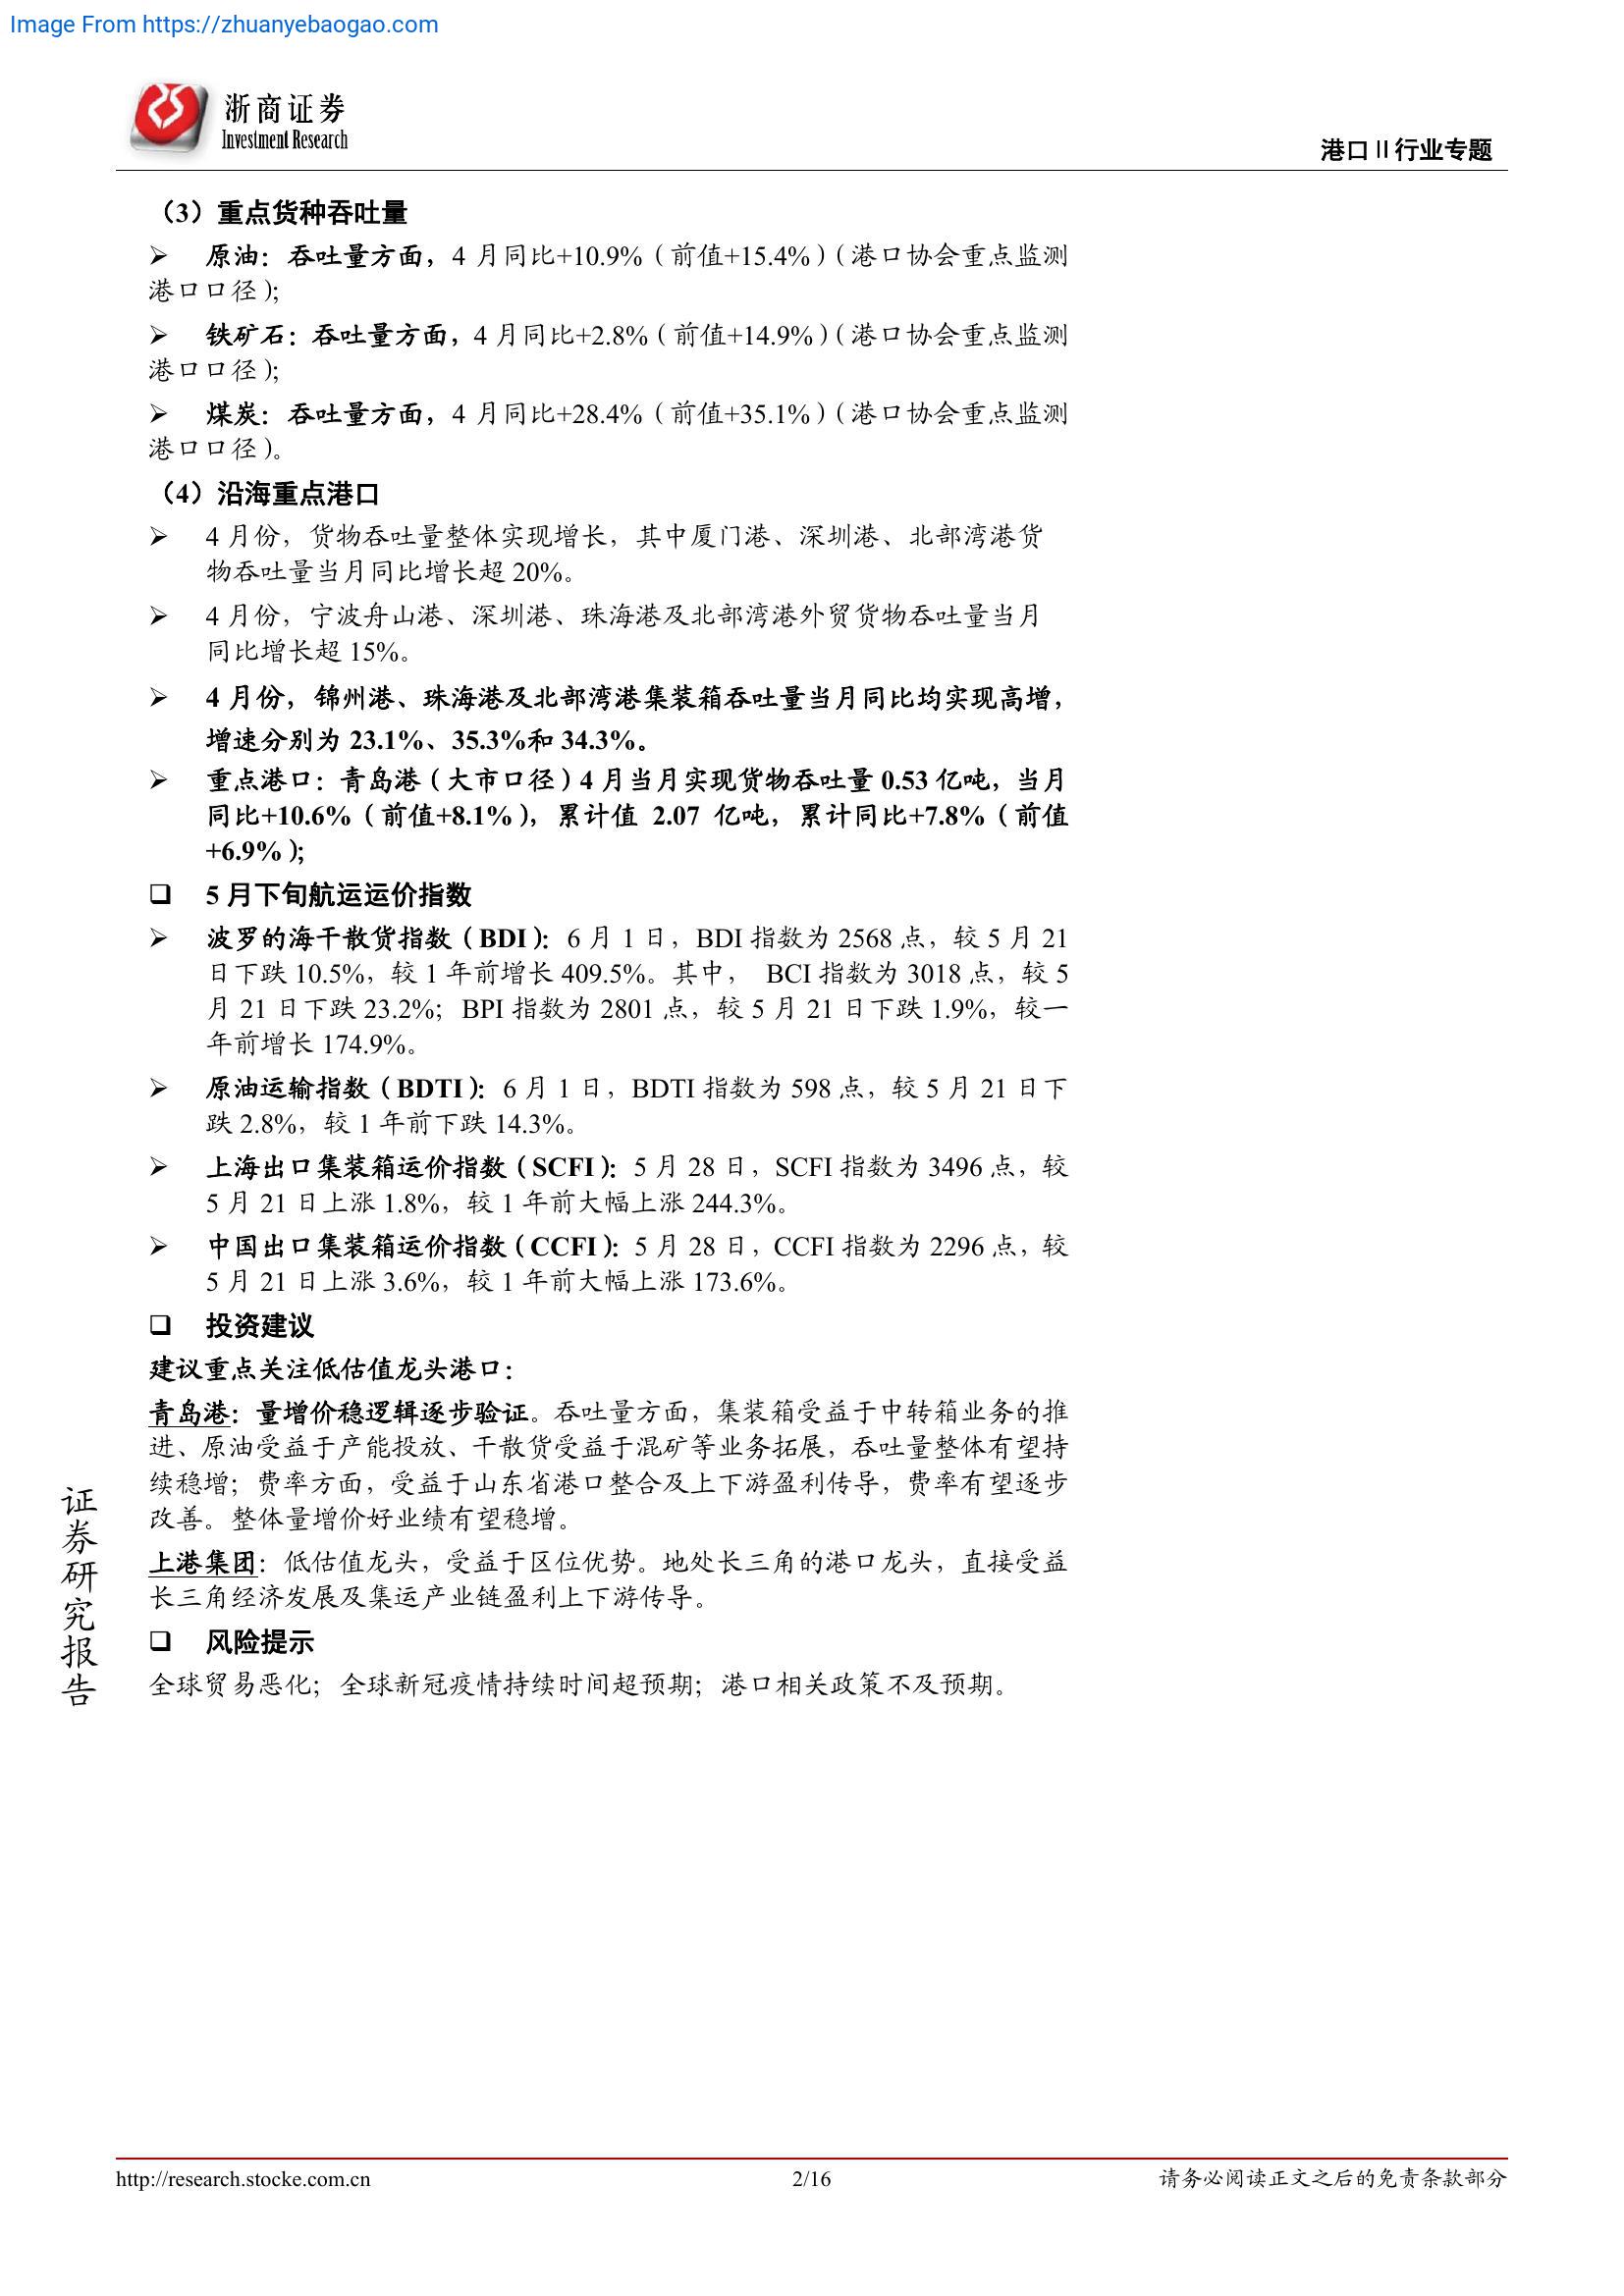 Image From https://zhuanyebaogao.com
浙商证券
Investment Research
港口Ⅱ行业专题
（3）重点货种吞吐量
➢ 原油：吞吐量方面，4 月同比+10.9%（前值+15.4%）（港口协会重点监测
港口口径）；
➢ 铁矿石：吞吐量方面，4 月同比+2.8%（前值+14.9%）（港口协会重点监测
港口口径）；
➢ 煤炭：吞吐量方面，4 月同比+28.4%（前值+35.1%）（港口协会重点监测
港口口径）。
（4）沿海重点港口
➢ 4 月份，货物吞吐量整体实现增长，其中厦门港、深圳港、北部湾港货
物吞吐量当月同比增长超 20%。
➢ 4 月份，宁波舟山港、深圳港、珠海港及北部湾港外贸货物吞吐量当月
同比增长超 15%。
➢ 4 月份，锦州港、珠海港及北部湾港集装箱吞吐量当月同比均实现高增，
增速分别为 23.1%、35.3%和 34.3%。
➢ 重点港口：青岛港（大市口径）4 月当月实现货物吞吐量 0.53 亿吨，当月
同比+10.6%（前值+8.1%），累计值 2.07 亿吨，累计同比+7.8%（前值
+6.9%）；
❑ 5 月下旬航运运价指数
➢ 波罗的海干散货指数（BDI）：6 月 1 日，BDI 指数为 2568 点，较 5 月 21
日下跌 10.5%，较 1 年前增长 409.5%。其中， BCI 指数为 3018 点，较 5
月 21 日下跌 23.2%；BPI 指数为 2801 点，较 5 月 21 日下跌 1.9%，较一
年前增长 174.9%。
➢ 原油运输指数（BDTI）：6 月 1 日，BDTI 指数为 598 点，较 5 月 21 日下
跌 2.8%，较 1 年前下跌 14.3%。
➢ 上海出口集装箱运价指数（SCFI）：5 月 28 日，SCFI 指数为 3496 点，较
5 月 21 日上涨 1.8%，较 1 年前大幅上涨 244.3%。
➢ 中国出口集装箱运价指数（CCFI）：5 月 28 日，CCFI 指数为 2296 点，较
5 月 21 日上涨 3.6%，较 1 年前大幅上涨 173.6%。
❑ 投资建议
建议重点关注低估值龙头港口：
青岛港：量增价稳逻辑逐步验证。吞吐量方面，集装箱受益于中转箱业务的推
进、原油受益于产能投放、干散货受益于混矿等业务拓展，吞吐量整体有望持
续稳增；费率方面，受益于山东省港口整合及上下游盈利传导，费率有望逐步
改善。整体量增价好业绩有望稳增。
上港集团：低估值龙头，受益于区位优势。地处长三角的港口龙头，直接受益
长三角经济发展及集运产业链盈利上下游传导。
❑ 风险提示
全球贸易恶化；全球新冠疫情持续时间超预期；港口相关政策不及预期。
证券研究报告
http://research.stocke.com.cn
2/16
请务必阅读正文之后的免责条款部分